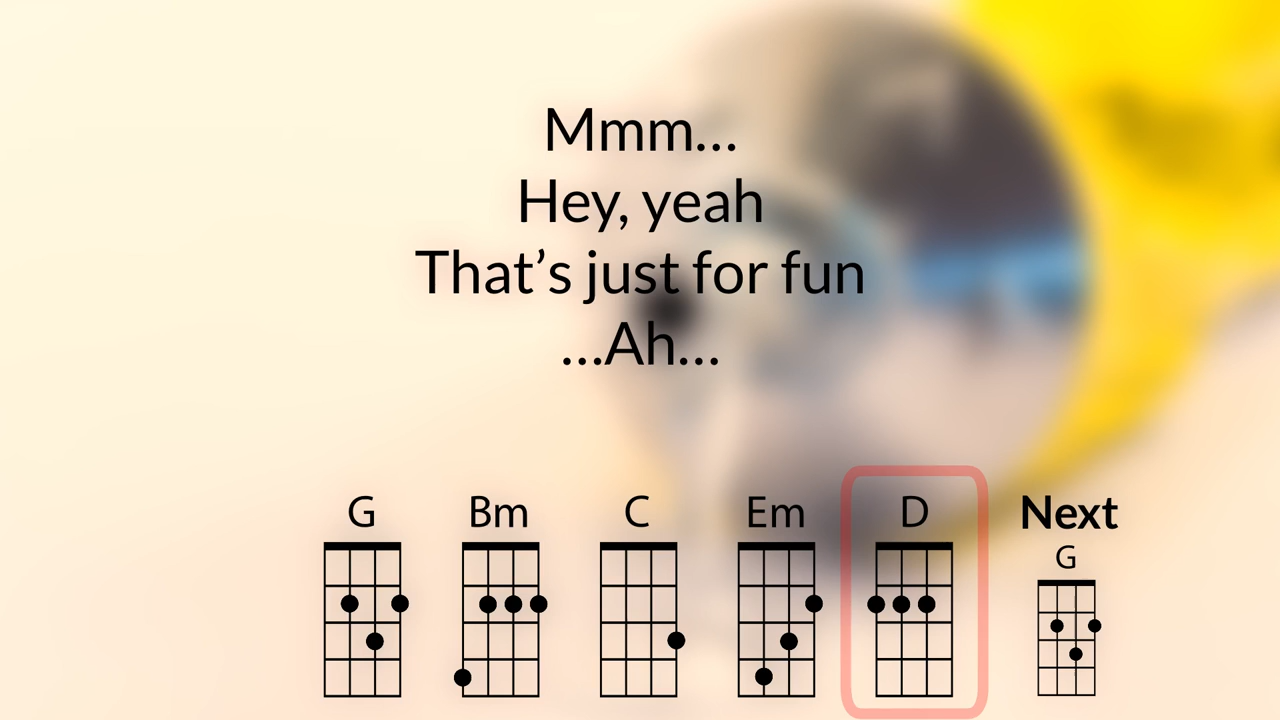 Mmm...
Hey, yeah
That’s just for fun
...Ah...
G Bm C Em D Next
G